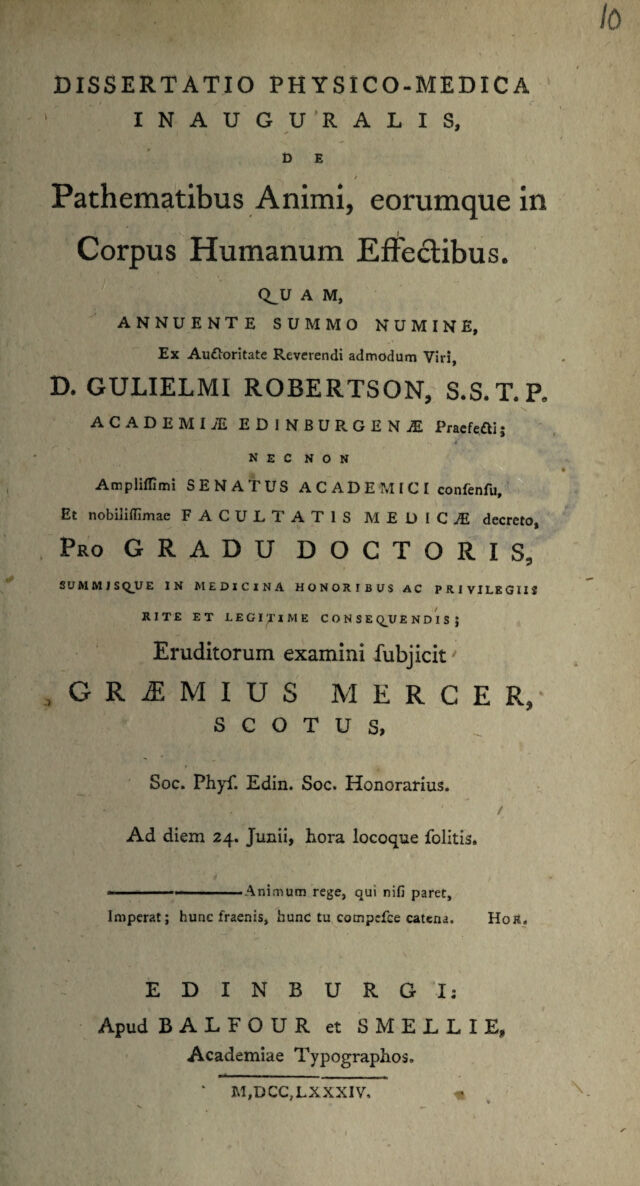 10
DISSERTATIO PHYSICO-MEDICA
INAUGURALIS,
DE
Pathematibus Animi, eorumque in
Corpus Humanum Effectibus.
QUAM,
ANNUENTE SUMMO NUMINE,
Ex Auctoritate Reverendi admodum Viri,
D. GULIELMI ROBERTSON, S.S.T.P.
ACADEMIÆ EDINBURGENÆ Praefecti;
NEC NON
Ampliſſimi SENATUS ACADEMICI conſenſu,
Et nobiliſſimae FACULTATIS MEDICÆ decreto,
PRO GRADU DOCTORIS,
SUMMISQUE IN MEDICINA HONORIBUS AC PRIVILEGIIS
RITE ET LEGITIME CONSEQUENDIS;
Eruditorum examini ſubjicit
GRÆMIUS MERCER,
SCOTUS,
Soc. Phyſ. Edin. Soc. Honorarius.
Ad diem 24. Junii, hora locoque ſolitis.
———Animum rege, qui niſi paret,
Imperat; hunc fraenis, hunc tu compeſce catena. HOR.
EDINBURGI:
Apud BALFOUR et SMELLIE,
Academiae Typographos.
M,DCC,LXXXIV.